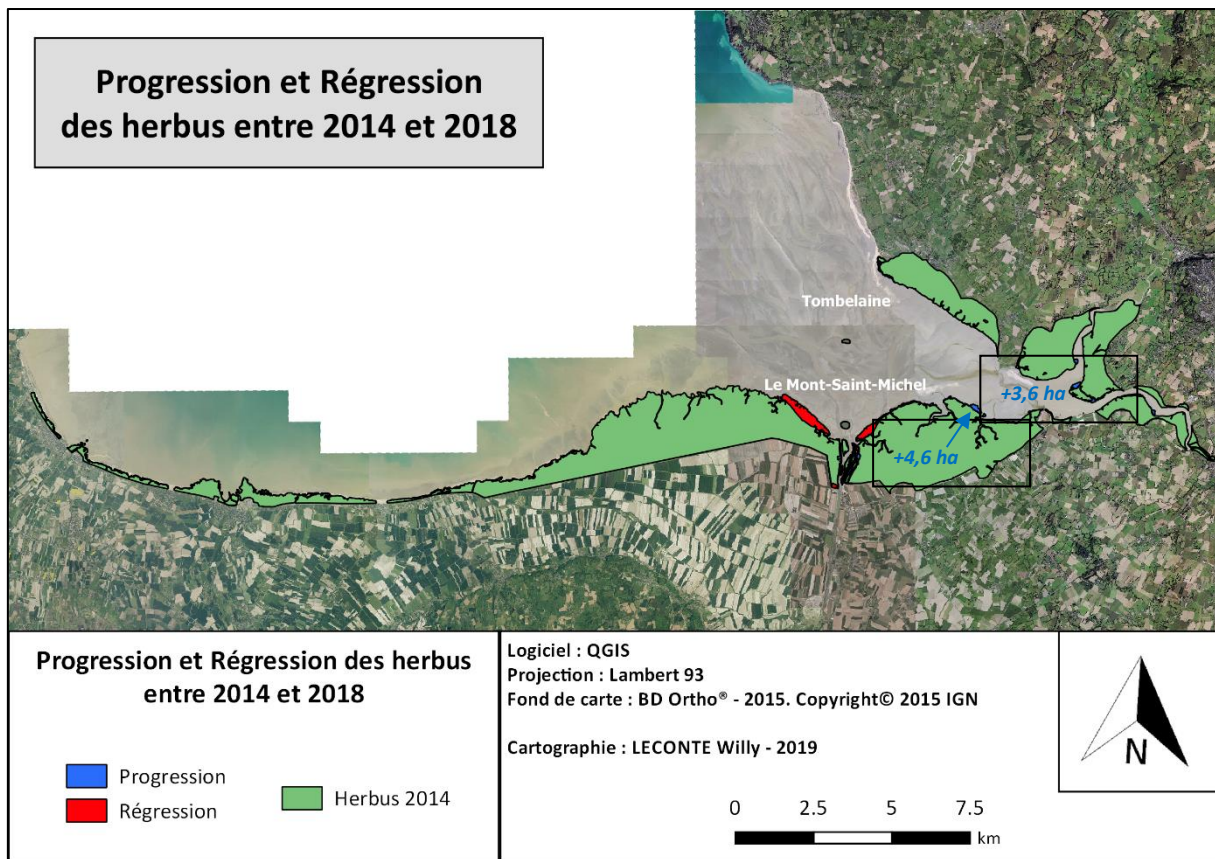 Progression et Régression
des herbus entre 2014 et 2018
Tombelaine
Le Mont-Saint-Michel
+3,6 ha
+4,6 ha
Progression et Régression des herbus
entre 2014 et 2018
Progression
Régression
Herbus 2014
Logiciel : QGIS
Projection : Lambert 93
Fond de carte : BD Ortho® - 2015. Copyright© 2015 IGN
Cartographie : LECONTE Willy - 2019
N
0 2.5 5 7.5
km